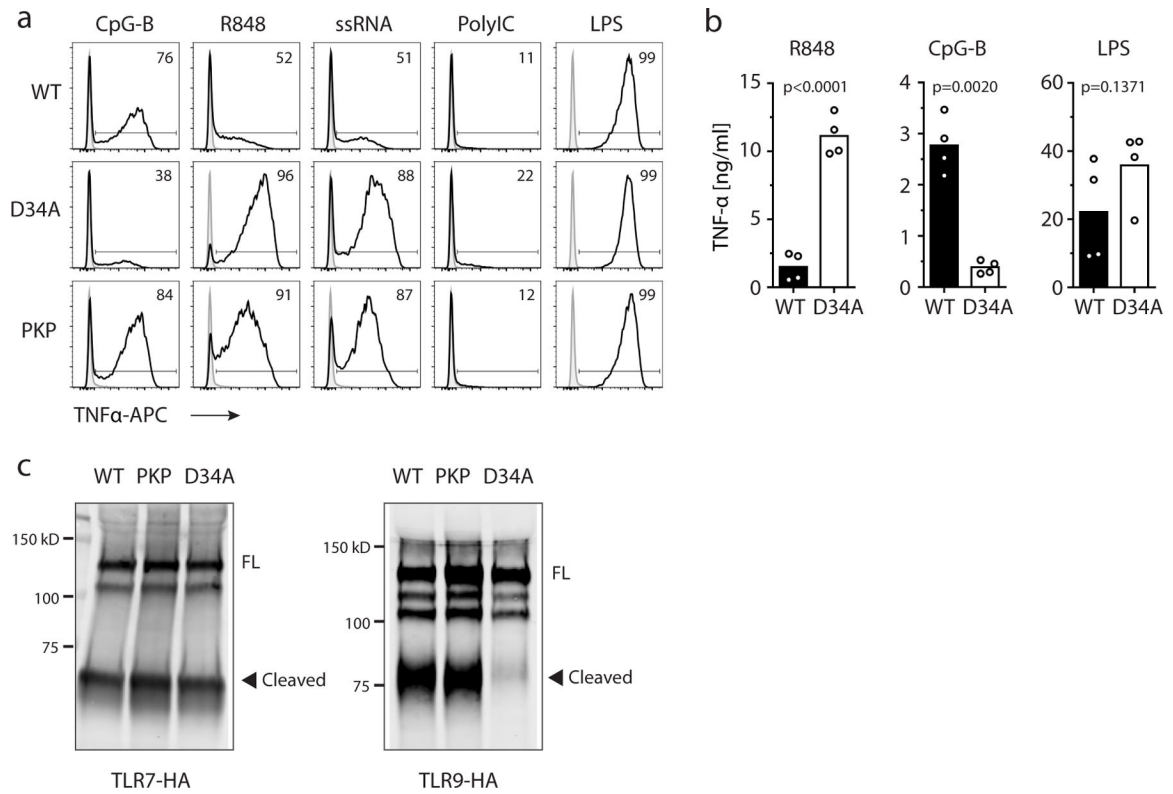 a
CpG-B R848 ssRNA PolyIC LPS
WT 76 52 51 11 99
D34A 38 96 88 22 99
PKP 84 91 87 12 99
TNFα-APC
b
R848 CpG-B LPS
p<0.0001 p=0.0020 p=0.1371
TNF-α [ng/ml]
15 10 5 0
4 3 2 1 0
60 40 20 0
WT D34A WT D34A WT D34A
c
WT PKP D34A
150 kD
FL
100
75
Cleaved
TLR7-HA
WT PKP D34A
150 kD
FL
100
75
Cleaved
TLR9-HA